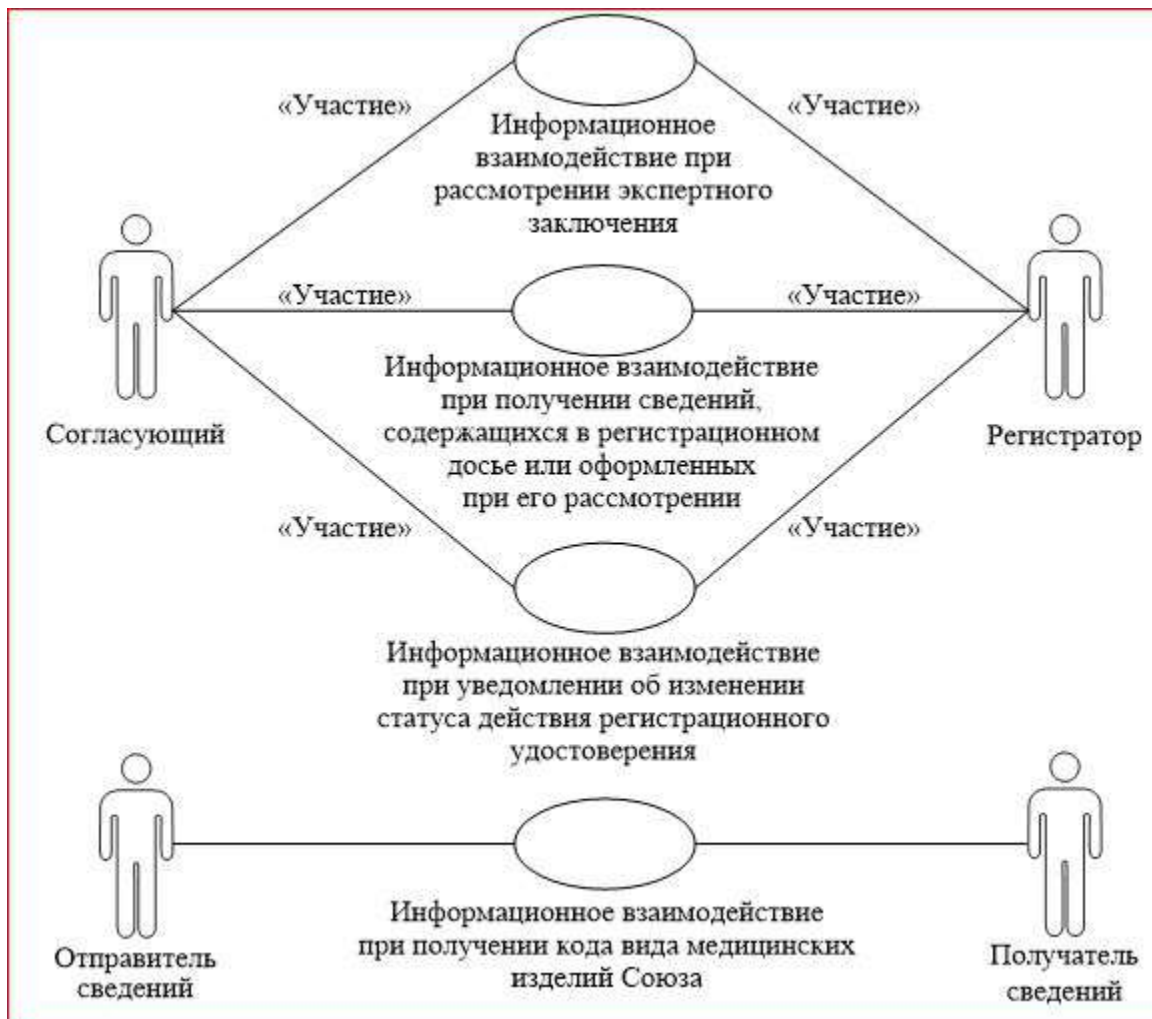 «Участие»
«Участие»
Информационное
взаимодействие при
рассмотрении экспертного
заключения
«Участие»
«Участие»
Информационное взаимодействие
при получении сведений,
содержащихся в регистрационном
досье или оформленных
при его рассмотрении
Согласующий
Регистратор
«Участие»
«Участие»
Информационное взаимодействие
при уведомлении об изменении
статуса действия регистрационного
удостоверения
Информационное взаимодействие
при получении кода вида медицинских
изделий Союза
Отправитель
сведений
Получатель
сведений